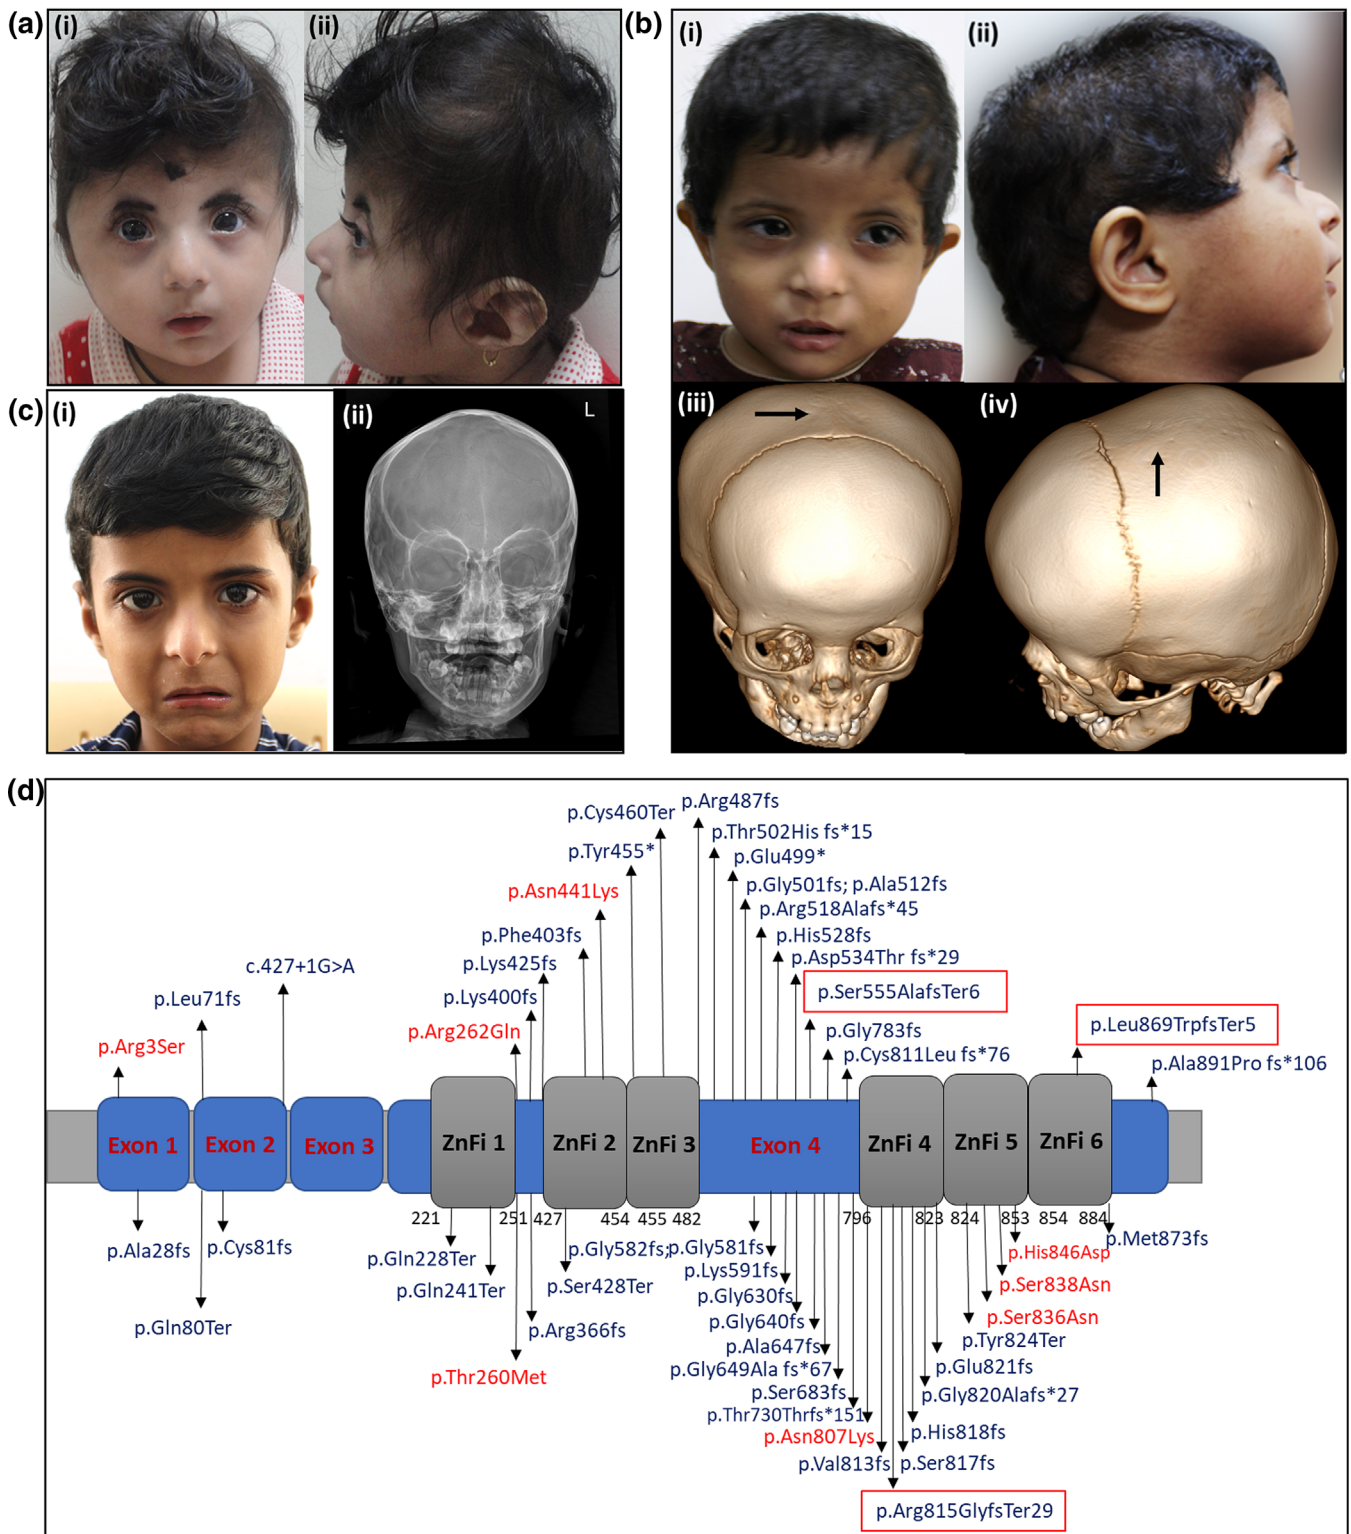 (a)
(i)
(ii)
(b)
(i)
(ii)
(c)
(i)
(ii)
L
(iii)
(iv)
(d)
p.Cys460Ter
p.Arg487fs
p.Tyr455*
p.Thr502His fs*15
p.Glu499*
p.Asn441Lys
p.Gly501fs; p.Ala512fs
p.Arg518Alafs*45
p.Phe403fs
p.His528fs
p.Lys425fs
p.Asp534Thr fs*29
c.427+1G>A
p.Leu71fs
p.Lys400fs
p.Ser555AlafsTer6
p.Arg3Ser
p.Arg262Gln
p.Gly783fs
p.Leu869TrpfsTer5
p.Cys811Leu fs*76
p.Ala891Pro fs*106
Exon 1
Exon 2
Exon 3
ZnFi 1
ZnFi 2
ZnFi 3
Exon 4
ZnFi 4
ZnFi 5
ZnFi 6
221
251
427
454
455
482
796
823
824
853
854
884
p.Ala28fs
p.Cys81fs
p.Gln80Ter
p.Gln228Ter
p.Gln241Ter
p.Thr260Met
p.Gly582fs;
p.Gly581fs
p.Ser428Ter
p.Arg366fs
p.Lys591fs
p.Gly630fs
p.Gly640fs
p.Ala647fs
p.Gly649Ala fs*67
p.Ser683fs
p.Thr730Thrfs*151
p.Asn807Lys
p.Val813fs
p.Arg815GlyfsTer29
p.Ser817fs
p.His818fs
p.Gly820Alafs*27
p.Glu821fs
p.Tyr824Ter
p.Ser836Asn
p.Ser838Asn
p.His846Asp
p.Met873fs